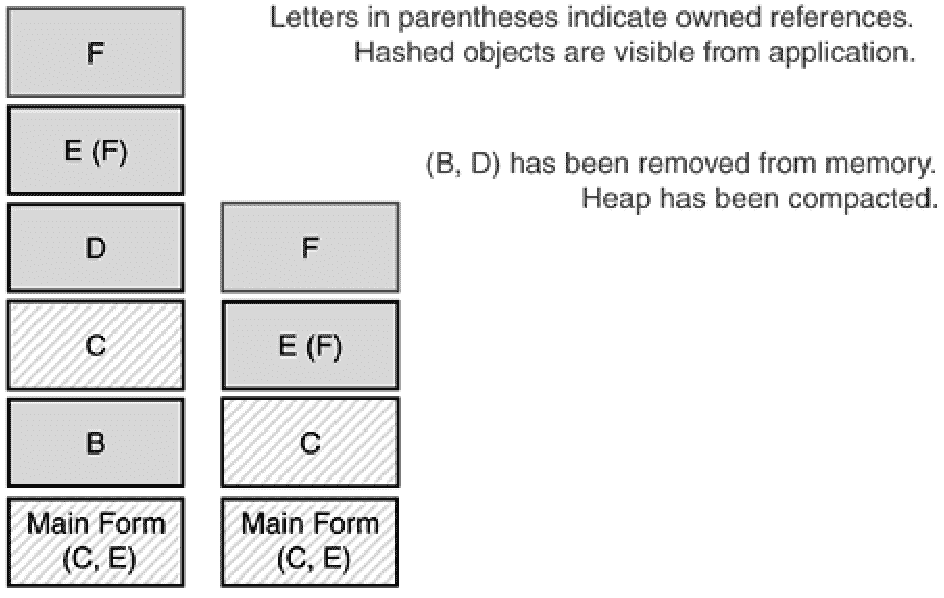 Letters in parentheses indicate owned references.
Hashed objects are visible from application.
F
E (F)
(B, D) has been removed from memory.
Heap has been compacted.
D
C
B
Main Form
(C, E)
F
E (F)
C
Main Form
(C, E)